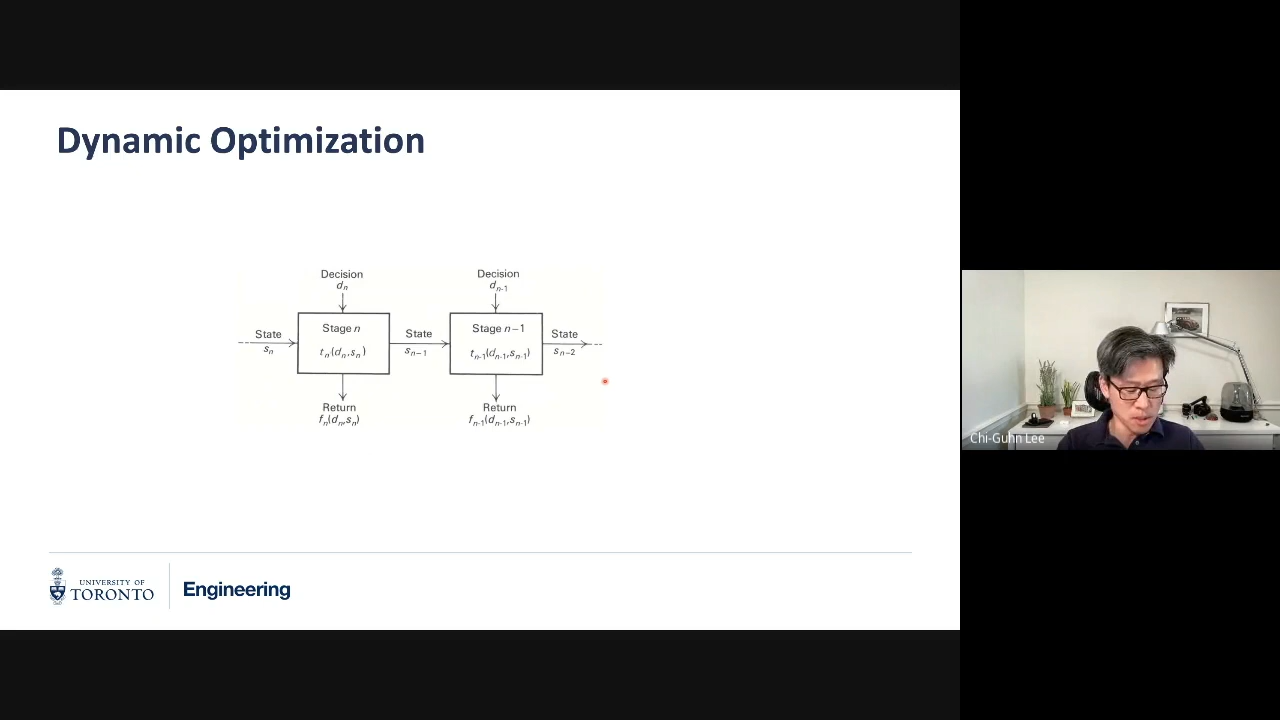 Dynamic Optimization
Decision
dn
Decision
dn-1
State
sn
Stage n
tn(dn,sn)
State
sn-1
Stage n-1
tn-1(dn-1,sn-1)
State
sn-2
Return
fn(dn,sn)
Return
fn-1(dn-1,sn-1)
UNIVERSITY OF
TORONTO
Engineering
Chi-Guhn Lee